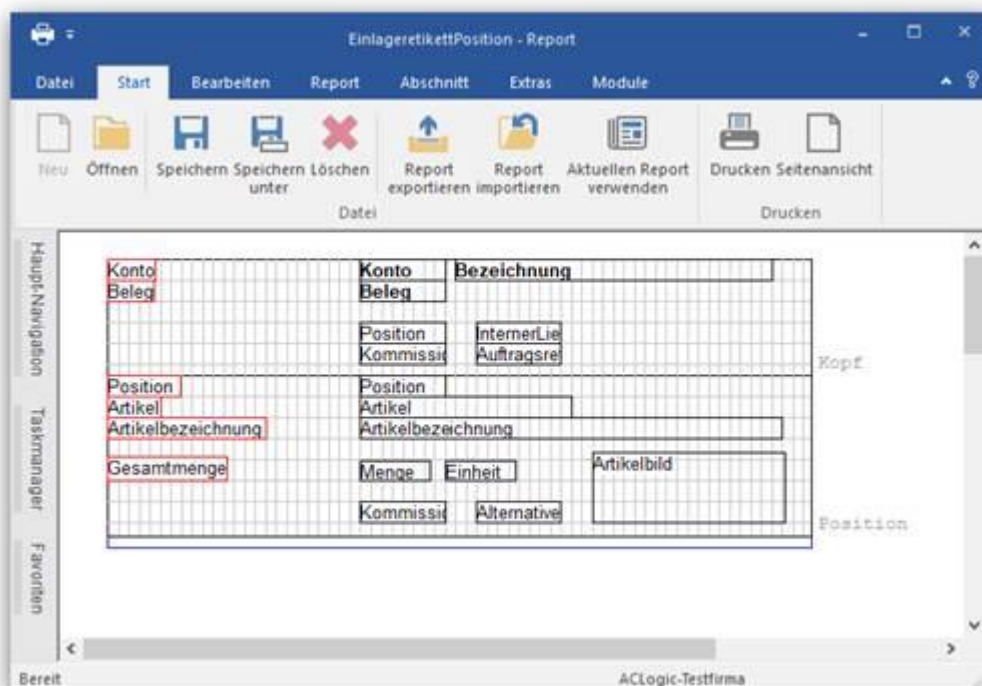 EinlageretikettPosition - Report
Datei Start Bearbeiten Report Abschnitt Extras Module
Neu Öffnen Speichern Speichern unter Löschen Report exportieren Report importieren Aktuellen Report verwenden Drucken Seitenansicht
Datei Drucken
Haupt-Navigation
Taskmanager
Favoriten
Konto Konto Bezeichnung
Beleg Beleg
Position InternerLie
Kommissio Auftragsre
Kopf
Position Position
Artikel Artikel
Artikelbezeichnung Artikelbezeichnung
Gesamtmenge Menge Einheit Artikelbild
Kommissio Alternative
Position
Bereit ACLogic-Testfirma